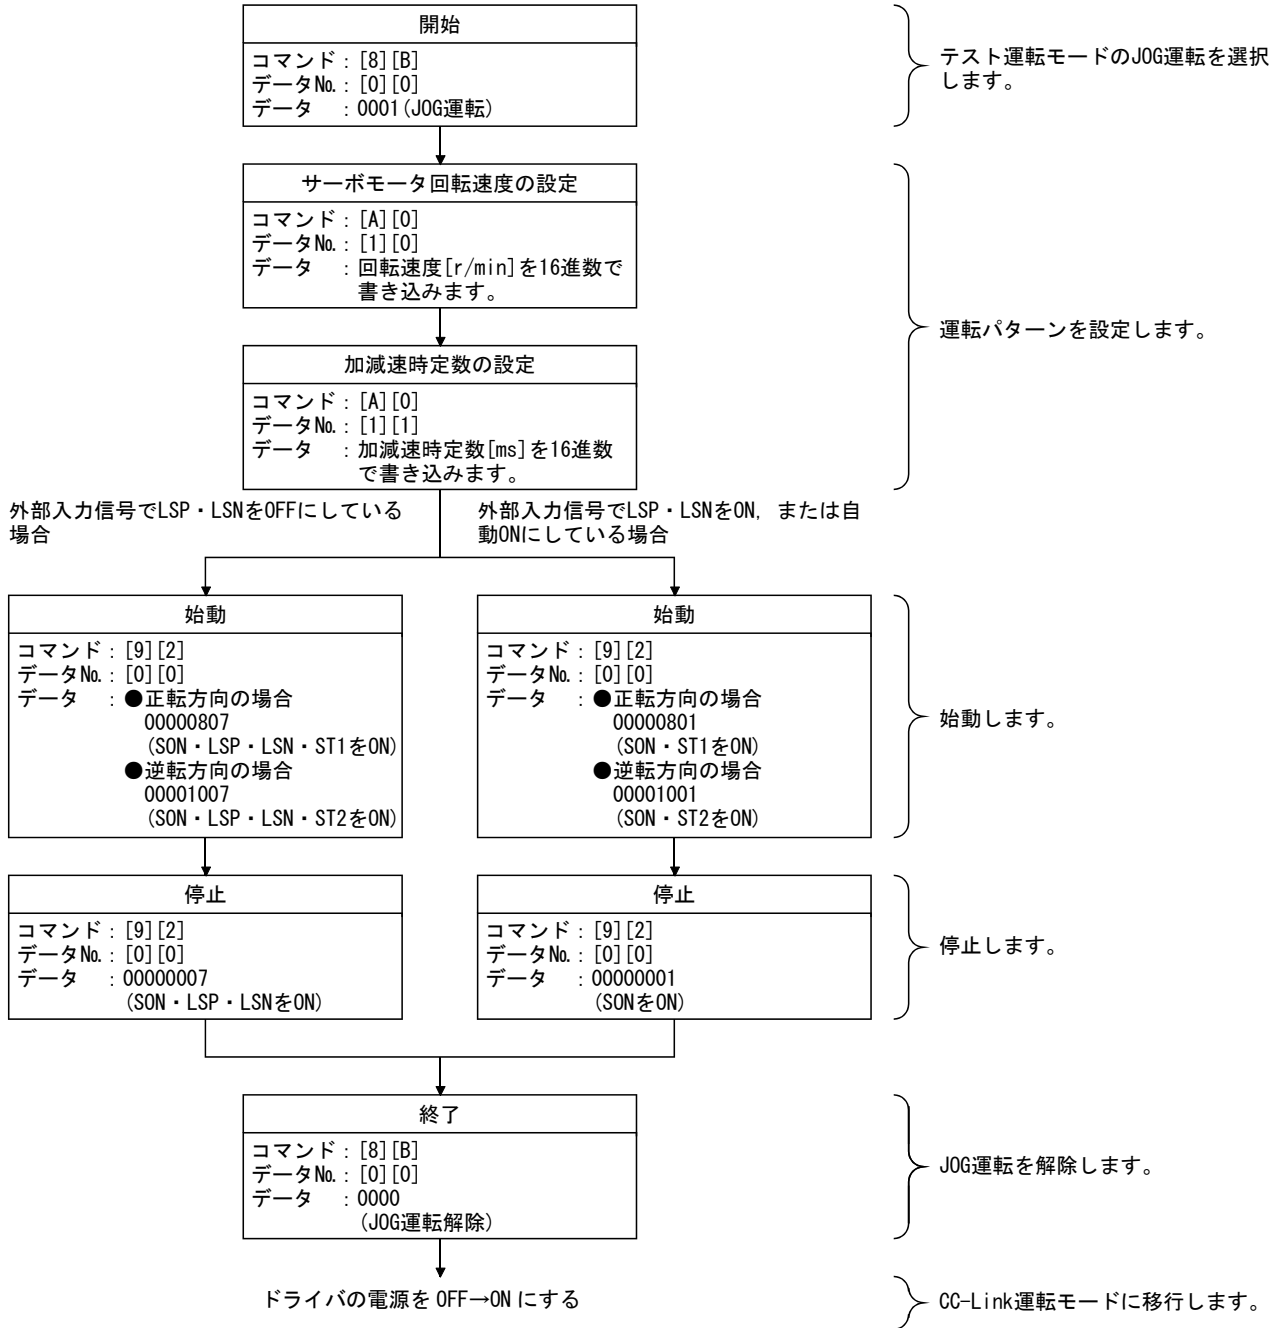 開始
コマンド：[8][B]
データNo.：[0][0]
データ　：0001(JOG運転)
テスト運転モードのJOG運転を選択
します。
サーボモータ回転速度の設定
コマンド：[A][0]
データNo.：[1][0]
データ　：回転速度[r/min]を16進数で
書き込みます。
加減速時定数の設定
コマンド：[A][0]
データNo.：[1][1]
データ　：加減速時定数[ms]を16進数
で書き込みます。
運転パターンを設定します。
外部入力信号でLSP・LSNをOFFにしている
場合
外部入力信号でLSP・LSNをON，または自
動ONにしている場合
始動
コマンド：[9][2]
データNo.：[0][0]
データ　：●正転方向の場合
00000807
(SON・LSP・LSN・ST1をON)
●逆転方向の場合
00001007
(SON・LSP・LSN・ST2をON)
始動
コマンド：[9][2]
データNo.：[0][0]
データ　：●正転方向の場合
00000801
(SON・ST1をON)
●逆転方向の場合
00001001
(SON・ST2をON)
始動します。
停止
コマンド：[9][2]
データNo.：[0][0]
データ　：00000007
(SON・LSP・LSNをON)
停止
コマンド：[9][2]
データNo.：[0][0]
データ　：00000001
(SONをON)
停止します。
終了
コマンド：[8][B]
データNo.：[0][0]
データ　：0000
(JOG運転解除)
JOG運転を解除します。
ドライバの電源を OFF→ON にする
CC-Link運転モードに移行します。